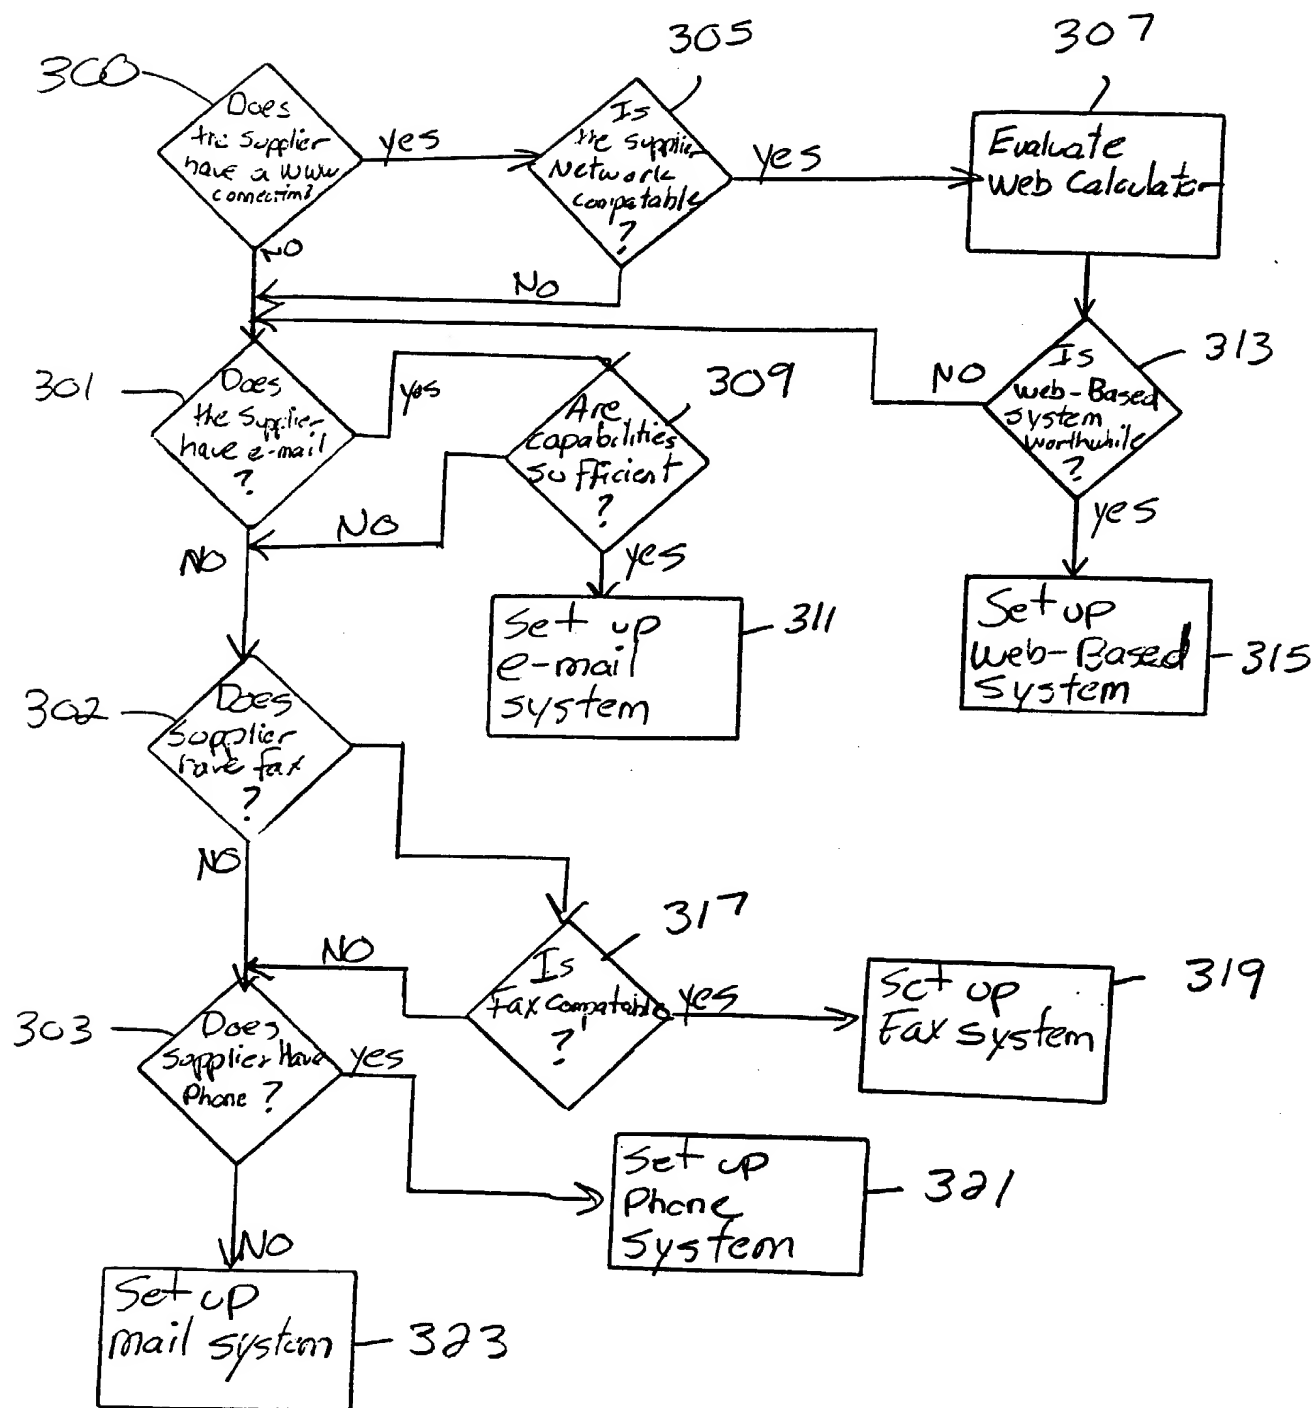 300
Does
the Supplier
have a WWW
connection?
yes
NO
305
Is
the Supplier
Network
compatable
?
yes
NO
307
Evaluate
Web Calculator
313
Is
Web-Based
System
Worthwhile
?
NO
yes
Set up
Web-Based
System
315
301
Does
the Supplier
have e-mail
?
yes
NO
309
Are
Capabilities
Sufficient
?
NO
yes
Set up
e-mail
system
311
302
Does
Supplier
have fax
?
NO
317
Is
Fax Compatable
?
NO
yes
Set up
Fax System
319
303
Does
Supplier Have
Phone ?
yes
NO
Set up
Phone
System
321
Set up
Mail system
323